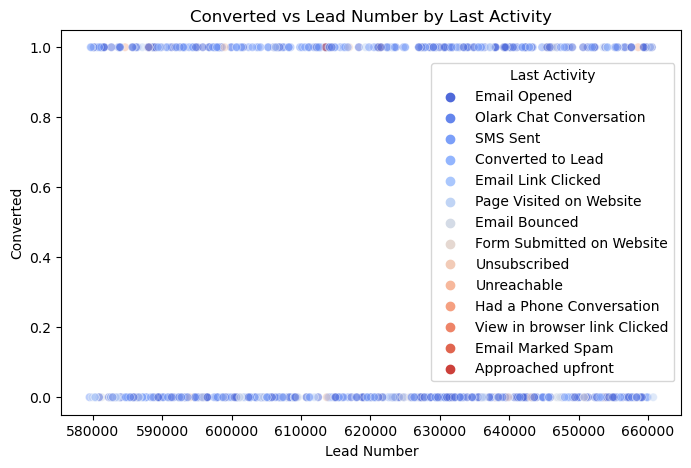 Converted vs Lead Number by Last Activity
1.0
0.8
0.6
0.4
0.2
0.0
Converted
Last Activity
Email Opened
Olark Chat Conversation
SMS Sent
Converted to Lead
Email Link Clicked
Page Visited on Website
Email Bounced
Form Submitted on Website
Unsubscribed
Unreachable
Had a Phone Conversation
View in browser link Clicked
Email Marked Spam
Approached upfront
580000 590000 600000 610000 620000 630000 640000 650000 660000
Lead Number